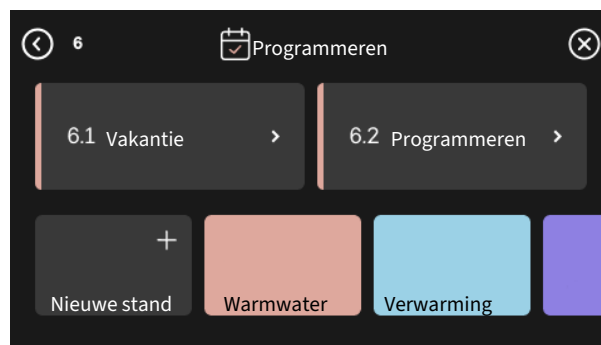 6 Programmeren
6.1 Vakantie 6.2 Programmeren
Nieuwe stand Warmwater Verwarming